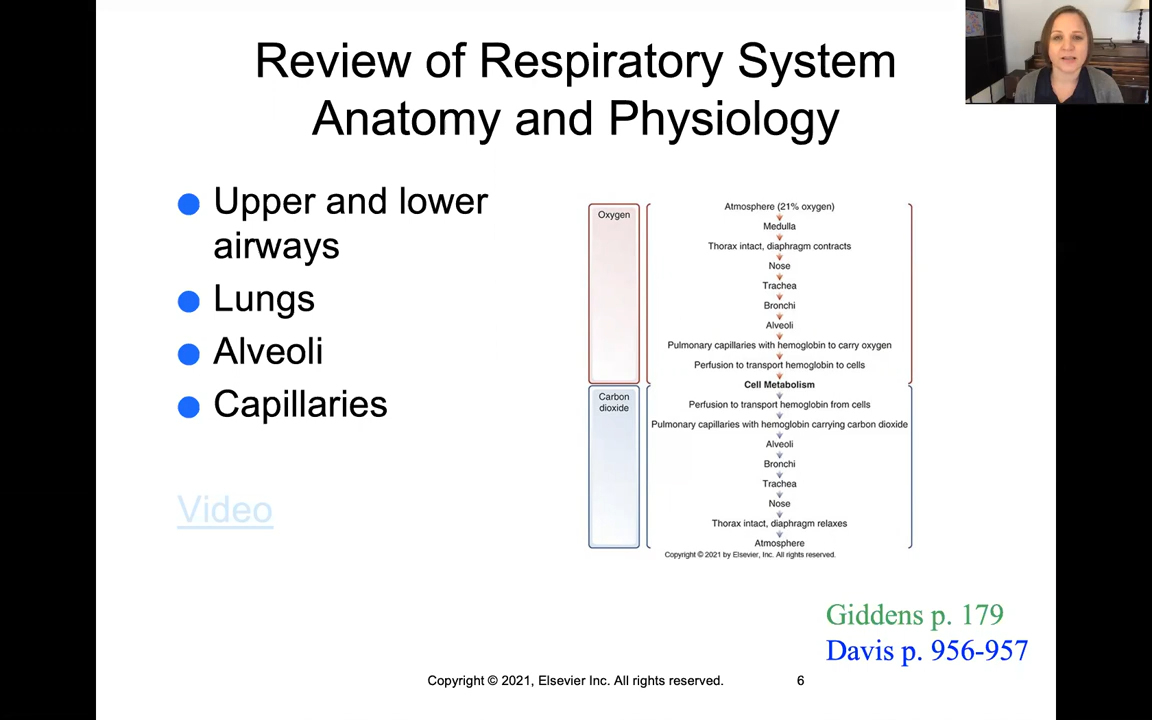 Review of Respiratory System
Anatomy and Physiology
Upper and lower
airways
Lungs
Alveoli
Capillaries
Video
Oxygen
Atmosphere (21% oxygen)
Medulla
Thorax intact, diaphragm contracts
Nose
Trachea
Bronchi
Alveoli
Pulmonary capillaries with hemoglobin to carry oxygen
Perfusion to transport hemoglobin to cells
Cell Metabolism
Carbon
dioxide
Perfusion to transport hemoglobin from cells
Pulmonary capillaries with hemoglobin carrying carbon dioxide
Alveoli
Bronchi
Trachea
Nose
Thorax intact, diaphragm relaxes
Atmosphere
Copyright © 2021 by Elsevier, Inc. All rights reserved.
Giddens p. 179
Davis p. 956-957
Copyright © 2021, Elsevier Inc. All rights reserved.
6